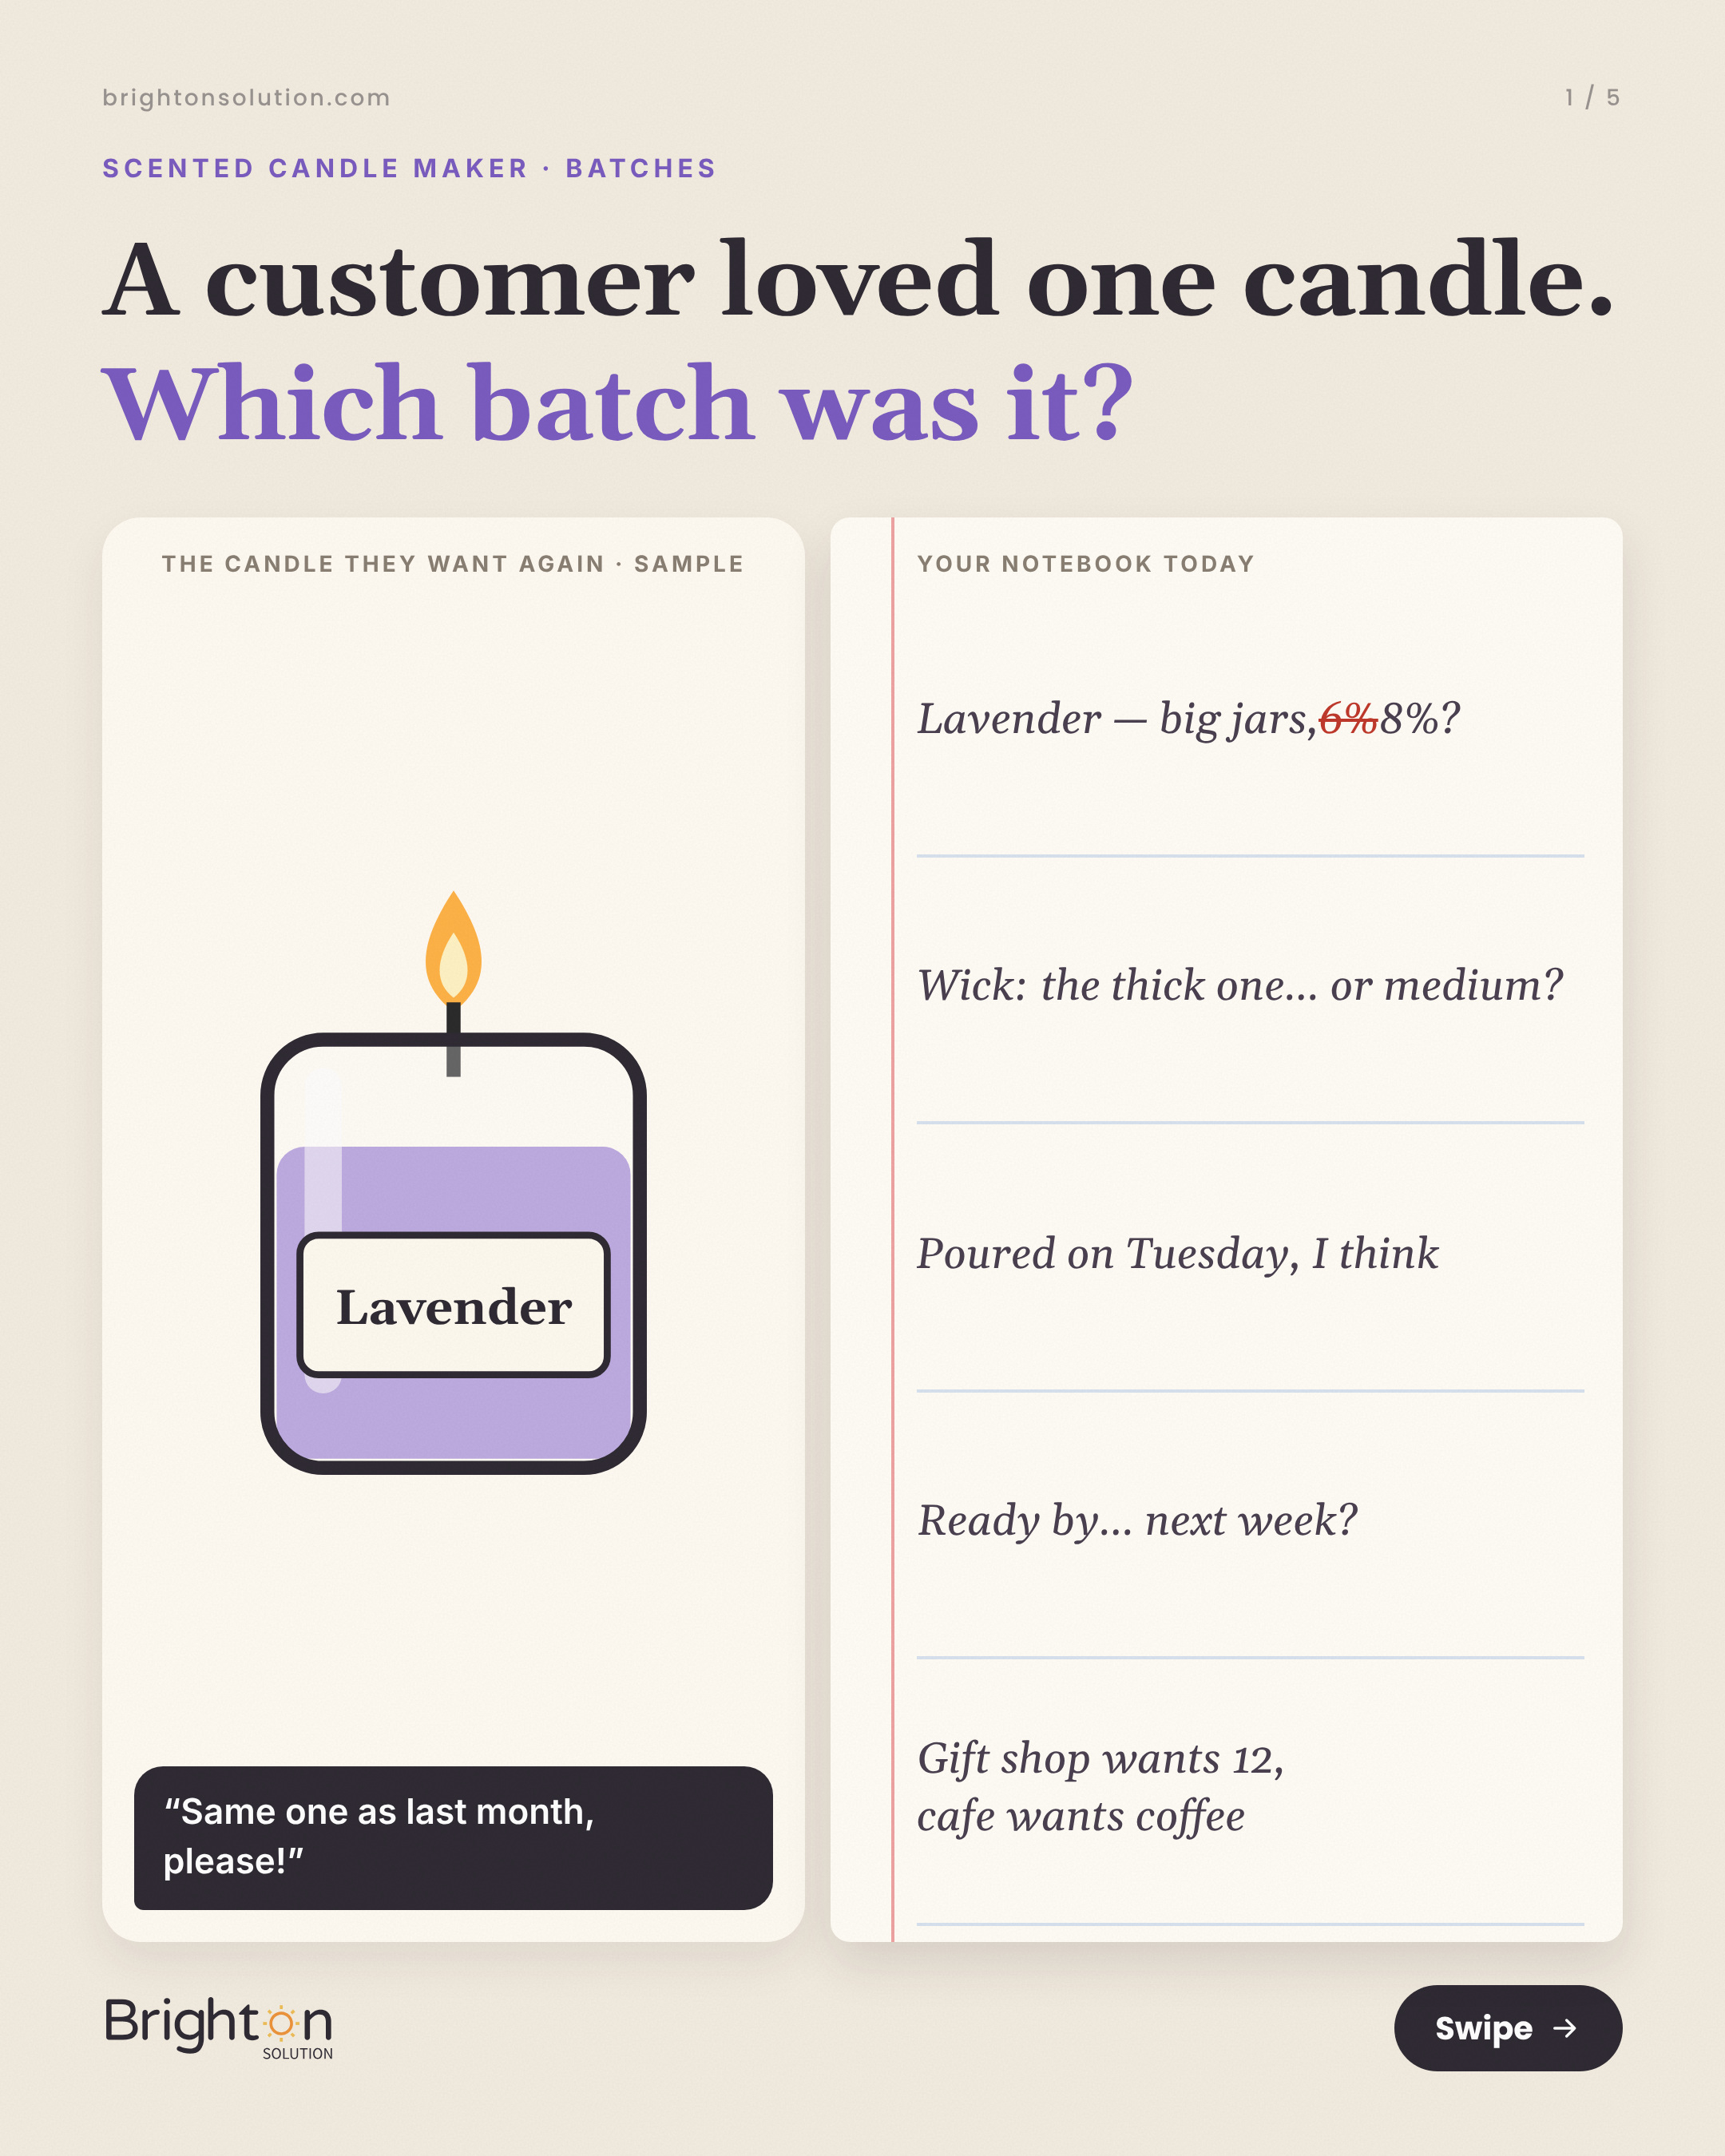 brightonsolution.com
1 / 5
SCENTED CANDLE MAKER · BATCHES
A customer loved one candle.
Which batch was it?
THE CANDLE THEY WANT AGAIN · SAMPLE
Lavender
“Same one as last month,
please!”
YOUR NOTEBOOK TODAY
Lavender — big jars,6%8%?
Wick: the thick one... or medium?
Poured on Tuesday, I think
Ready by... next week?
Gift shop wants 12,
cafe wants coffee
Brighton
SOLUTION
Swipe →